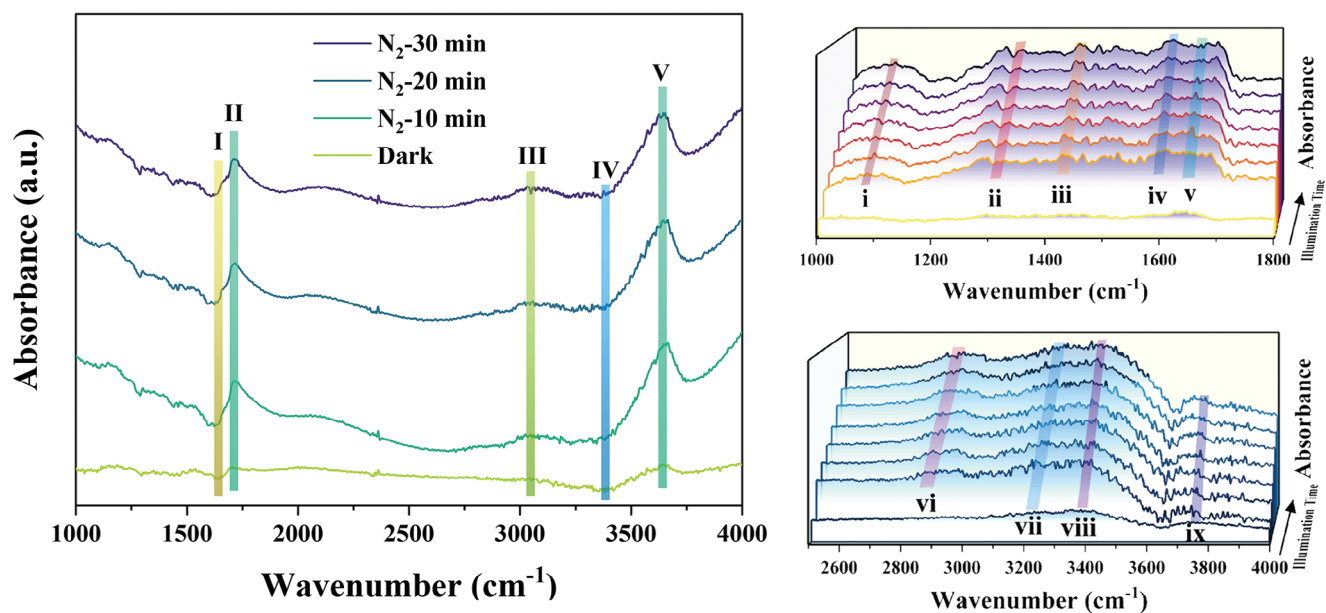 N₂-30 min
N₂-20 min
N₂-10 min
Dark
I
II
III
IV
V
Absorbance (a.u.)
1000 1500 2000 2500 3000 3500 4000
Wavenumber (cm⁻¹)
i
ii
iii
iv
v
Absorbance
Illumination Time
1000 1200 1400 1600 1800
Wavenumber (cm⁻¹)
vi
vii
viii
ix
Absorbance
Illumination Time
2600 2800 3000 3200 3400 3600 3800 4000
Wavenumber (cm⁻¹)